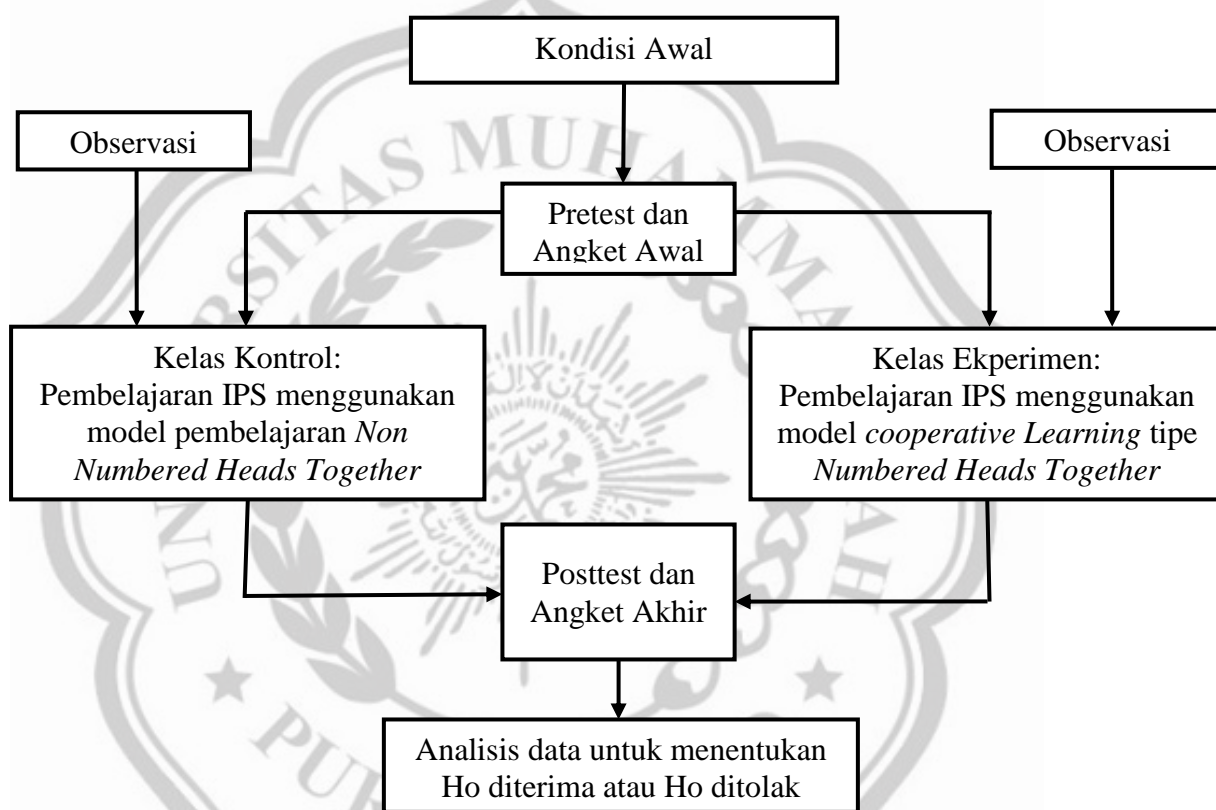 Kondisi Awal
Observasi
Observasi
Pretest dan
Angket Awal
Kelas Kontrol:
Pembelajaran IPS menggunakan
model pembelajaran Non
Numbered Heads Together
Kelas Ekperimen:
Pembelajaran IPS menggunakan
model cooperative Learning tipe
Numbered Heads Together
Posttest dan
Angket Akhir
Analisis data untuk menentukan
Ho diterima atau Ho ditolak